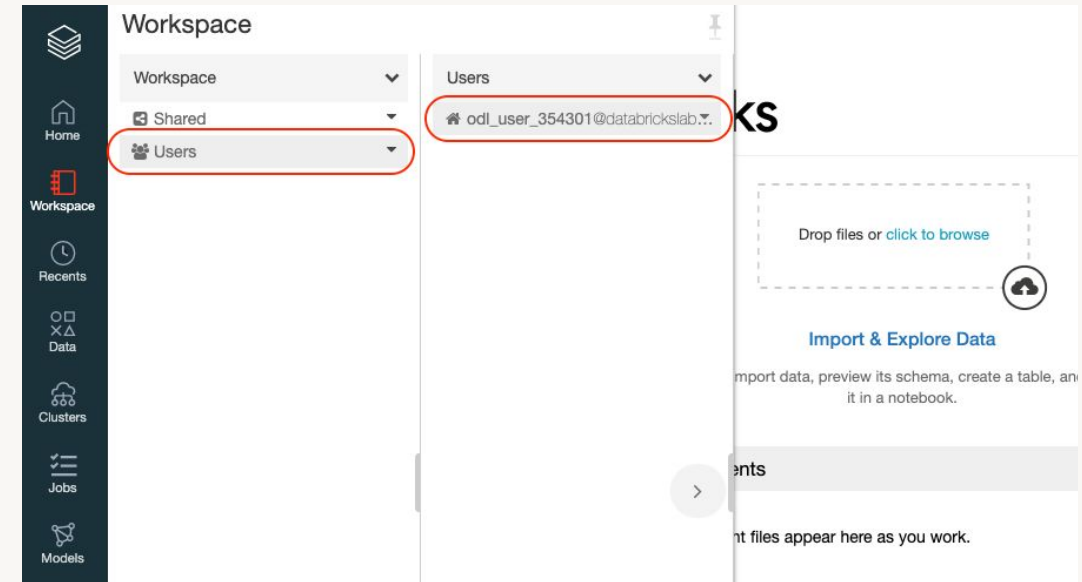 Home
Workspace
Recents
Data
Clusters
Jobs
Models
Workspace
Workspace
Shared
Users
Users
odl_user_354301@databrickslab...
ks
Drop files or click to browse
Import & Explore Data
mport data, preview its schema, create a table, an
it in a notebook.
ents
nt files appear here as you work.